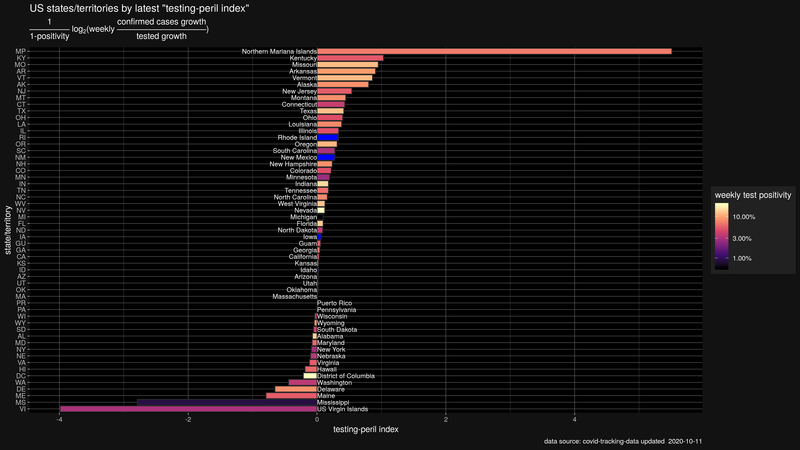 US states/territories by latest "testing-peril index"
1 / 1-positivity log2(weekly confirmed cases growth / tested growth)
MP Northern Mariana Islands
KY Kentucky
MO Missouri
AR Arkansas
VT Vermont
AK Alaska
NJ New Jersey
MT Montana
CT Connecticut
TX Texas
OH Ohio
LA Louisiana
IL Illinois
RI Rhode Island
OR Oregon
SC South Carolina
NM New Mexico
NH New Hampshire
CO Colorado
MN Minnesota
IN Indiana
TN Tennessee
NC North Carolina
WV West Virginia
NV Nevada
MI Michigan
FL Florida
ND North Dakota
IA Iowa
GU Guam
GA Georgia
CA California
KS Kansas
ID Idaho
AZ Arizona
UT Utah
OK Oklahoma
MA Massachusetts
PR Puerto Rico
PA Pennsylvania
WI Wisconsin
WY Wyoming
SD South Dakota
AL Alabama
MD Maryland
NY New York
NE Nebraska
VA Virginia
HI Hawaii
DC District of Columbia
WA Washington
DE Delaware
ME Maine
MS Mississippi
VI US Virgin Islands
state/territory
-4 -2 0 2 4
testing-peril index
weekly test positivity
10.00%
3.00%
1.00%
data source: covid-tracking-data updated 2020-10-11